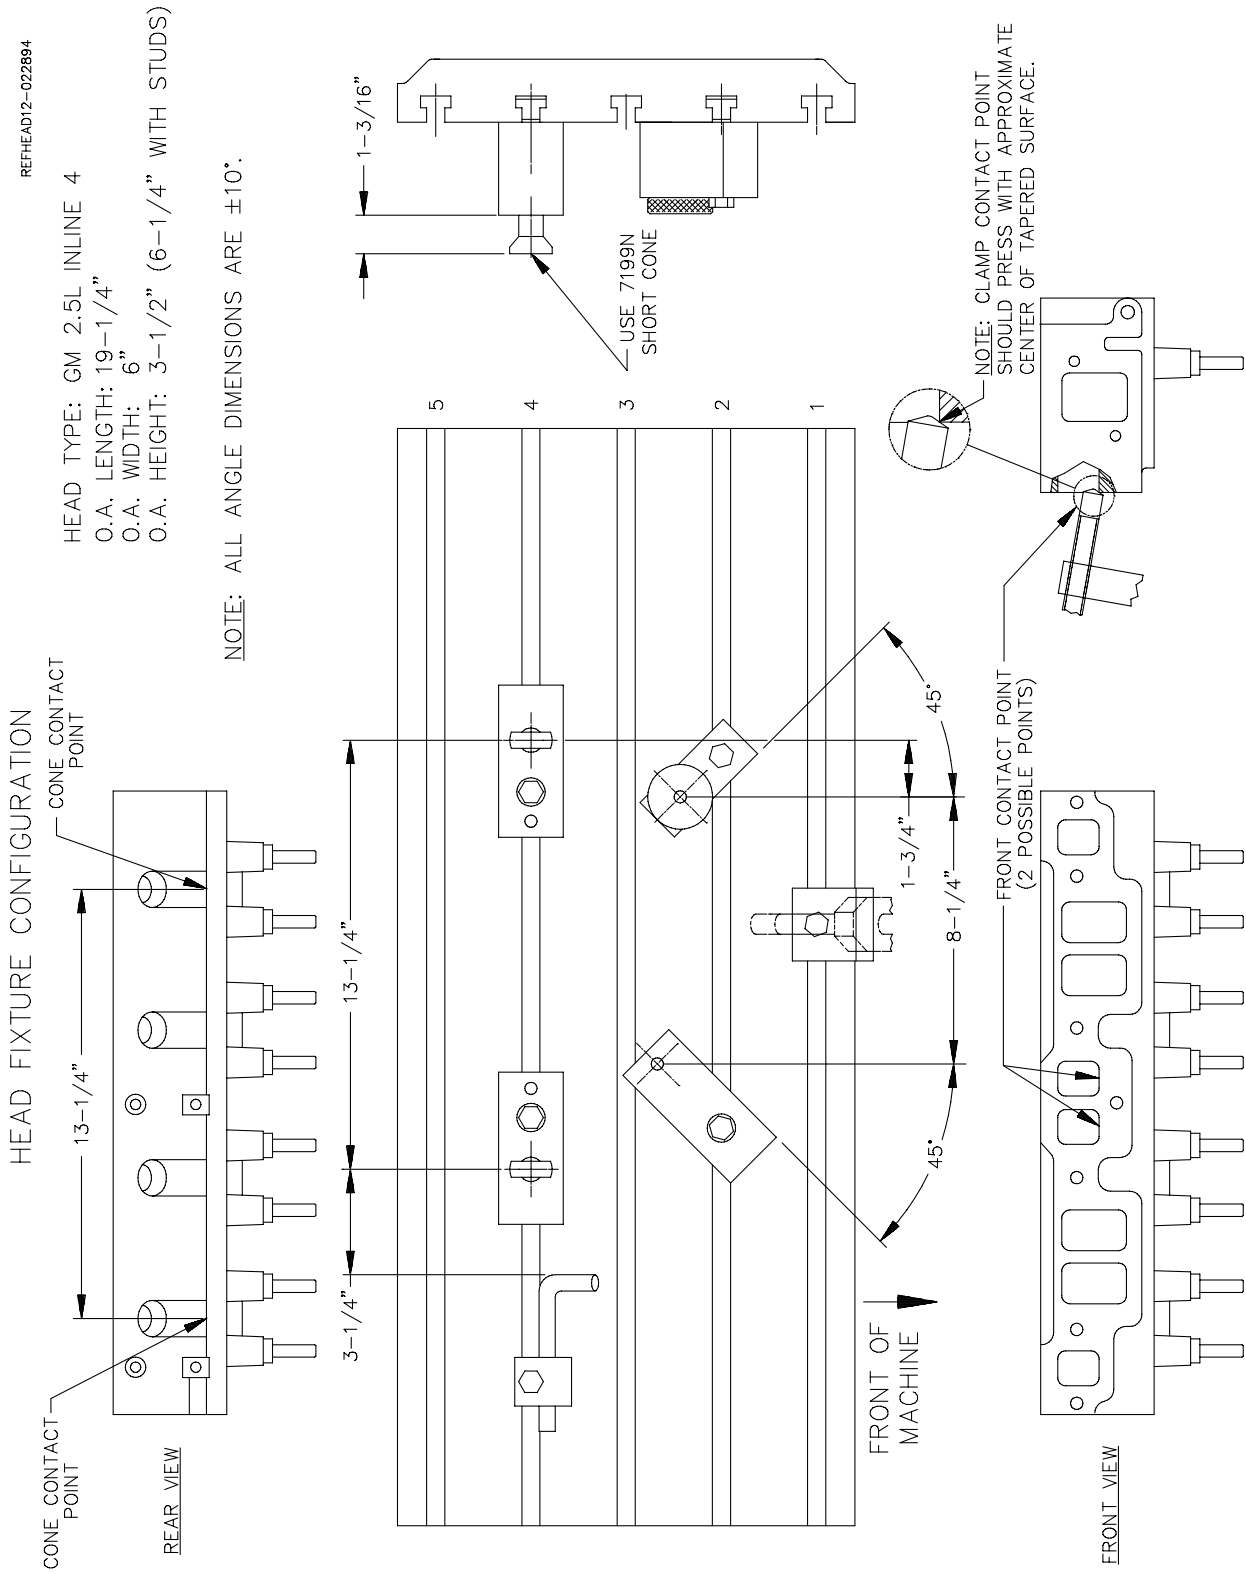 REFHEAD12-022894
HEAD FIXTURE CONFIGURATION
HEAD TYPE: GM 2.5L INLINE 4
O.A. LENGTH: 19-1/4"
O.A. WIDTH: 6"
O.A. HEIGHT: 3-1/2" (6-1/4" WITH STUDS)
NOTE: ALL ANGLE DIMENSIONS ARE ±10°.
CONE CONTACT
POINT
CONE CONTACT
POINT
13-1/4"
REAR VIEW
3-1/4"
13-1/4"
1-3/16"
USE 7199N
SHORT CONE
5
4
3
2
1
45°
45°
1-3/4"
8-1/4"
FRONT OF
MACHINE
NOTE: CLAMP CONTACT POINT
SHOULD PRESS WITH APPROXIMATE
CENTER OF TAPERED SURFACE.
FRONT CONTACT POINT
(2 POSSIBLE POINTS)
FRONT VIEW